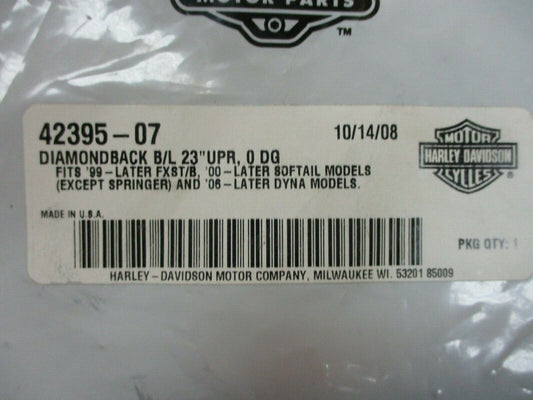 MOTOR PARTS
™
42395-07
10/14/08
DIAMONDBACK B/L 23"UPR, 0 DG
FITS '99-LATER FXST/B, '00-LATER SOFTAIL MODELS
(EXCEPT SPRINGER) AND '06-LATER DYNA MODELS.
MOTOR
HARLEY-DAVIDSON
CYCLES
MADE IN U.S.A.
PKG QTY: 1
HARLEY-DAVIDSON MOTOR COMPANY, MILWAUKEE WI. 53201 85009